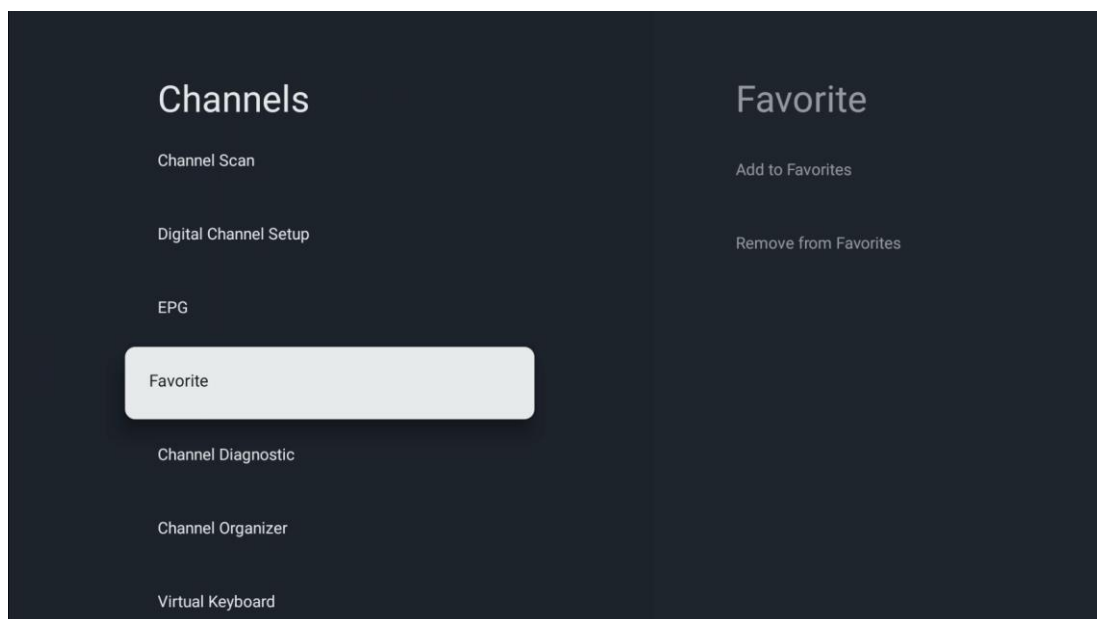 Channels
Channel Scan
Digital Channel Setup
EPG
Favorite
Channel Diagnostic
Channel Organizer
Virtual Keyboard
Favorite
Add to Favorites
Remove from Favorites